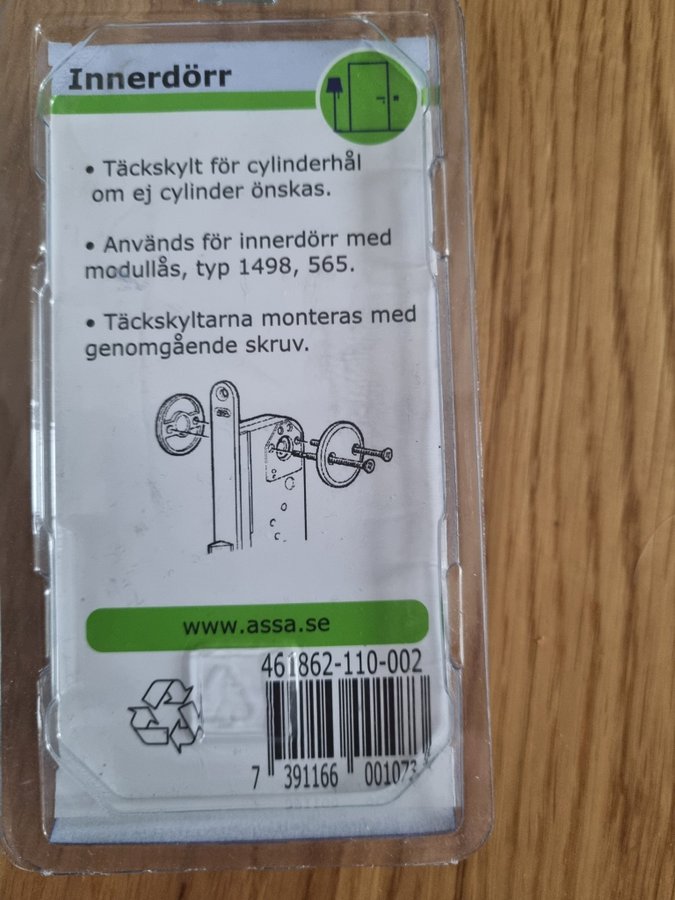 Innerdörr
• Täckskylt för cylinderhål
om ej cylinder önskas.
• Används för innerdörr med
modullås, typ 1498, 565.
• Täckskyltarna monteras med
genomgående skruv.
www.assa.se
461862-110-002
7 391166 001073